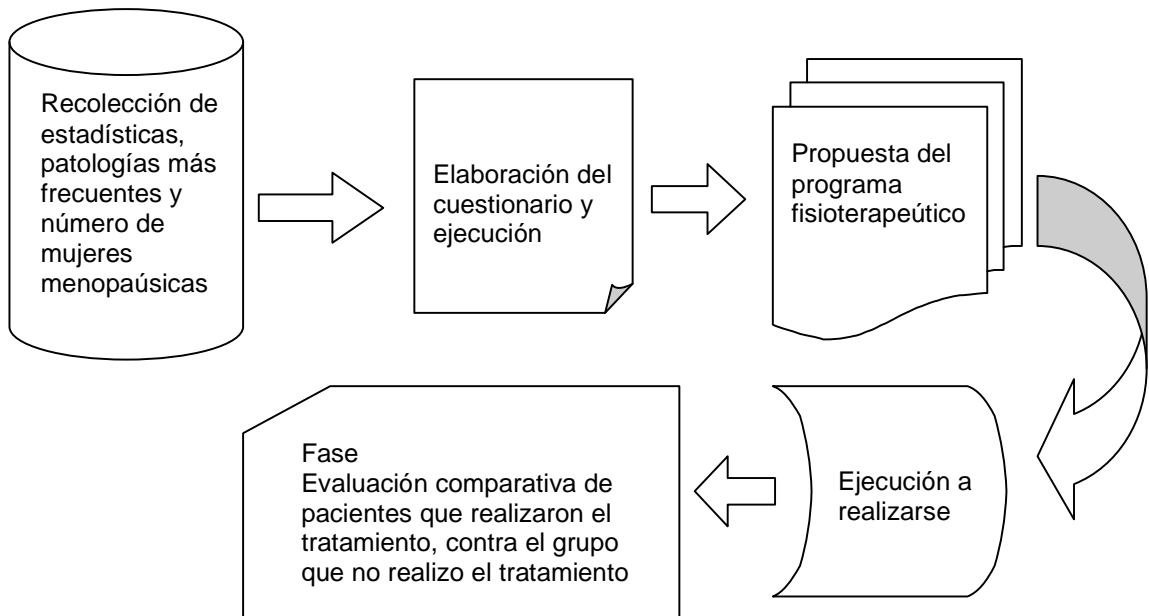 Recolección de
estadísticas,
patologías más
frecuentes y
número de
mujeres
menopaúsicas
Elaboración del
cuestionario y
ejecución
Propuesta del
programa
fisioterapeútico
Ejecución a
realizarse
Fase
Evaluación comparativa de
pacientes que realizaron el
tratamiento, contra el grupo
que no realizo el tratamiento